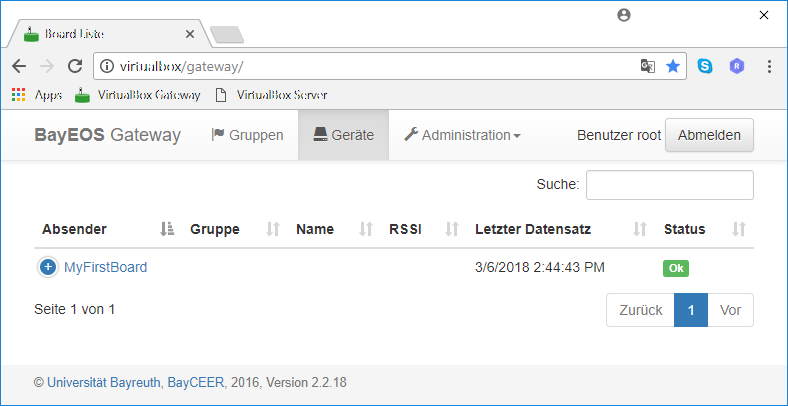 Board Liste
virtualbox/gateway/
Apps VirtualBox Gateway VirtualBox Server
BayEOS Gateway Gruppen Geräte Administration Benutzer root Abmelden
Suche:
Absender Gruppe Name RSSI Letzter Datensatz Status
MyFirstBoard 3/6/2018 2:44:43 PM Ok
Seite 1 von 1 Zurück 1 Vor
© Universität Bayreuth, BayCEER, 2016, Version 2.2.18